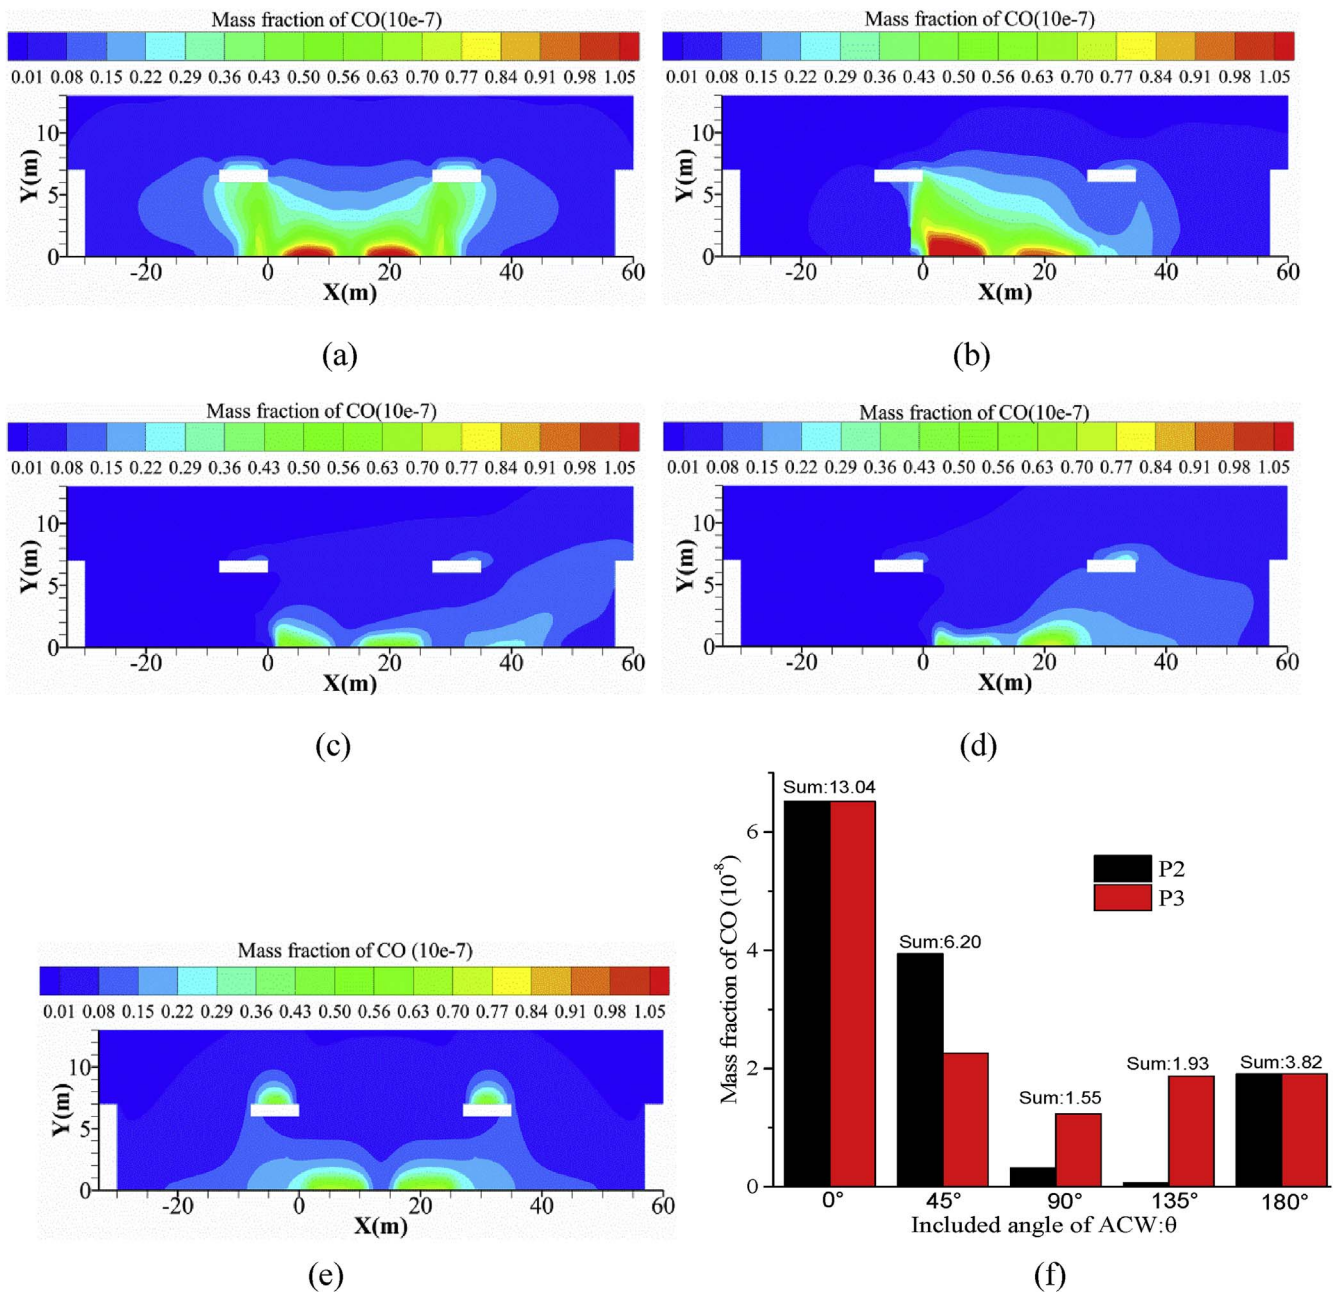 Mass fraction of CO(10e-7)
0.01 0.08 0.15 0.22 0.29 0.36 0.43 0.50 0.56 0.63 0.70 0.77 0.84 0.91 0.98 1.05
Y(m)
10
5
0
-20 0 20 40 60
X(m)
(a)
Mass fraction of CO(10e-7)
0.01 0.08 0.15 0.22 0.29 0.36 0.43 0.50 0.56 0.63 0.70 0.77 0.84 0.91 0.98 1.05
Y(m)
10
5
0
-20 0 20 40 60
X(m)
(b)
Mass fraction of CO(10e-7)
0.01 0.08 0.15 0.22 0.29 0.36 0.43 0.50 0.56 0.63 0.70 0.77 0.84 0.91 0.98 1.05
Y(m)
10
5
0
-20 0 20 40 60
X(m)
(c)
Mass fraction of CO(10e-7)
0.01 0.08 0.15 0.22 0.29 0.36 0.43 0.50 0.56 0.63 0.70 0.77 0.84 0.91 0.98 1.05
Y(m)
10
5
0
-20 0 20 40 60
X(m)
(d)
Mass fraction of CO (10e-7)
0.01 0.08 0.15 0.22 0.29 0.36 0.43 0.50 0.56 0.63 0.70 0.77 0.84 0.91 0.98 1.05
Y(m)
10
5
0
-20 0 20 40 60
X(m)
(e)
Mass fraction of CO (10⁻⁸)
6
4
2
0
Sum:13.04
Sum:6.20
Sum:1.55
Sum:1.93
Sum:3.82
P2
P3
0° 45° 90° 135° 180°
Included angle of ACW:θ
(f)